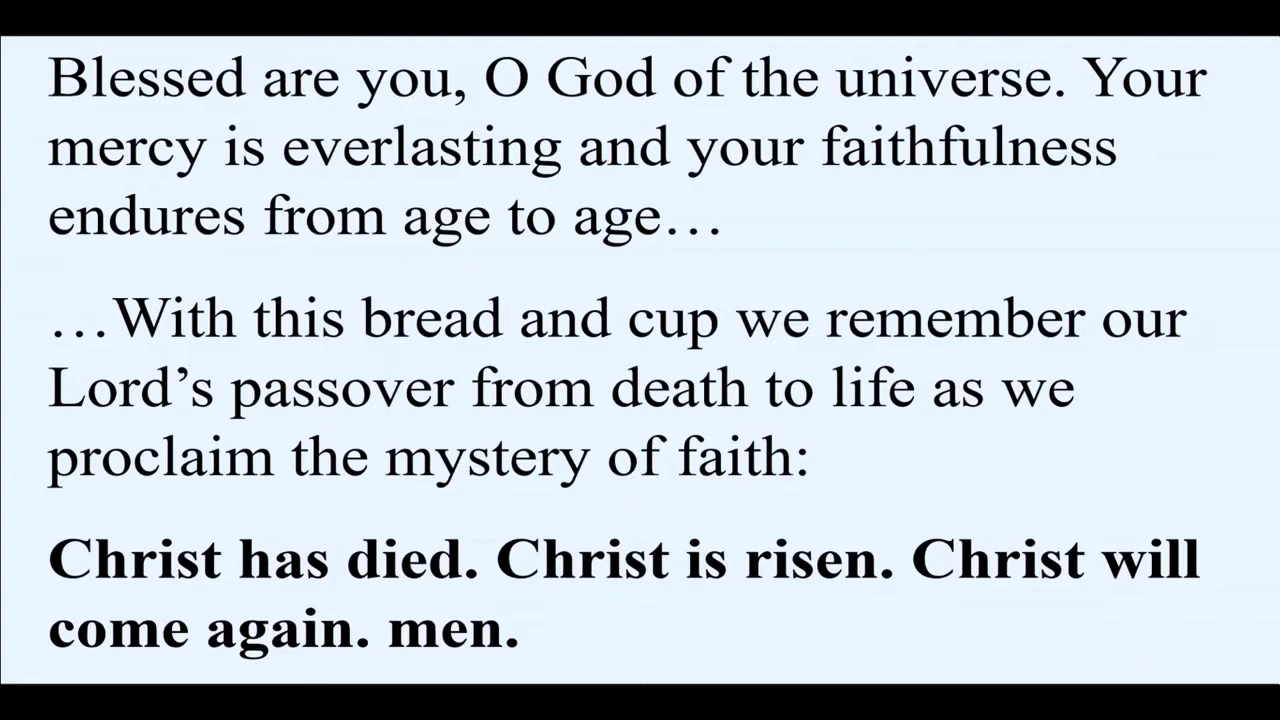 Blessed are you, O God of the universe. Your
mercy is everlasting and your faithfulness
endures from age to age…
…With this bread and cup we remember our
Lord’s passover from death to life as we
proclaim the mystery of faith:
Christ has died. Christ is risen. Christ will
come again. men.